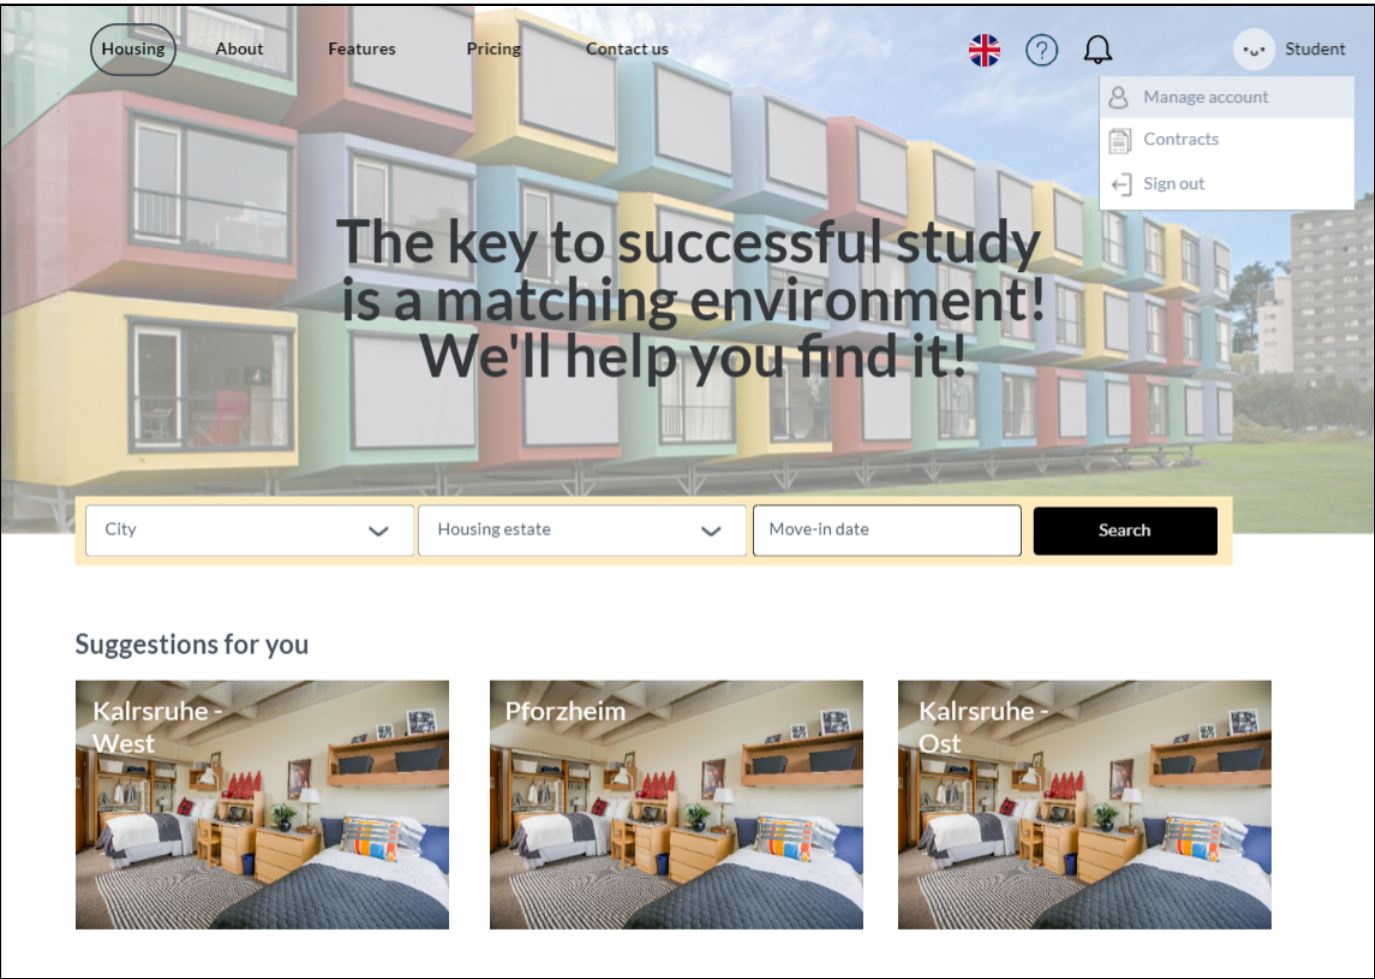 Housing About Features Pricing Contact us Student
Manage account
Contracts
Sign out
The key to successful study
is a matching environment!
We'll help you find it!
City Housing estate Move-in date Search
Suggestions for you
Kalrsruhe -
West
Pforzheim
Kalrsruhe -
Ost